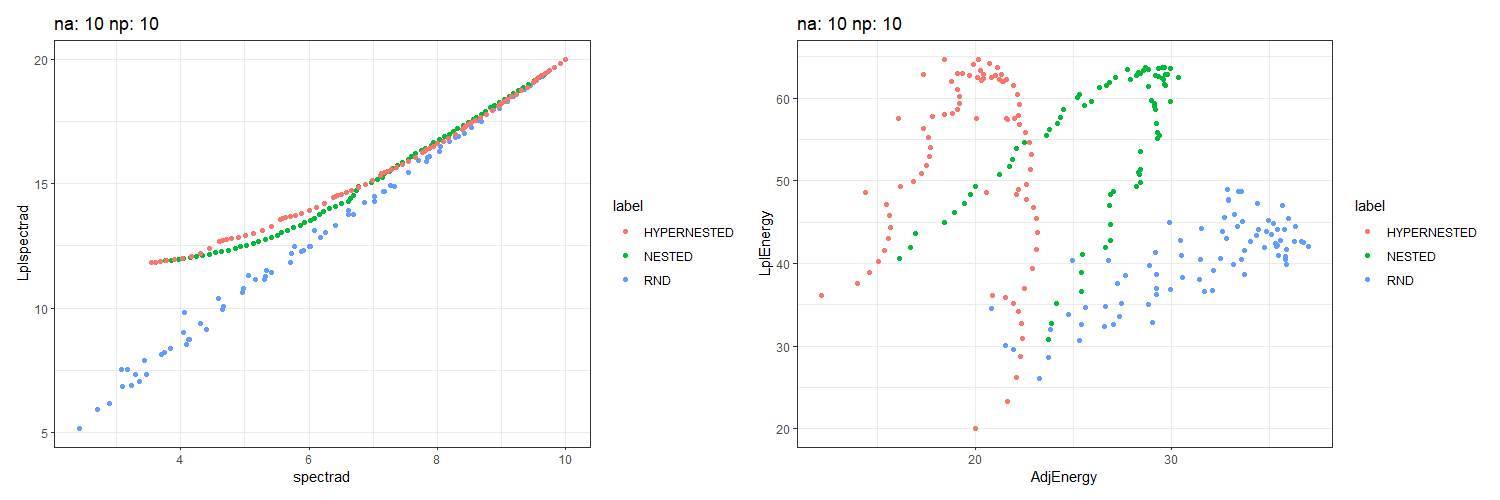 na: 10 np: 10
20
15
10
5
Lplspectrad
4
6
8
10
spectrad
label
HYPERNESTED
NESTED
RND
na: 10 np: 10
60
50
40
30
20
LplEnergy
20
30
AdjEnergy
label
HYPERNESTED
NESTED
RND